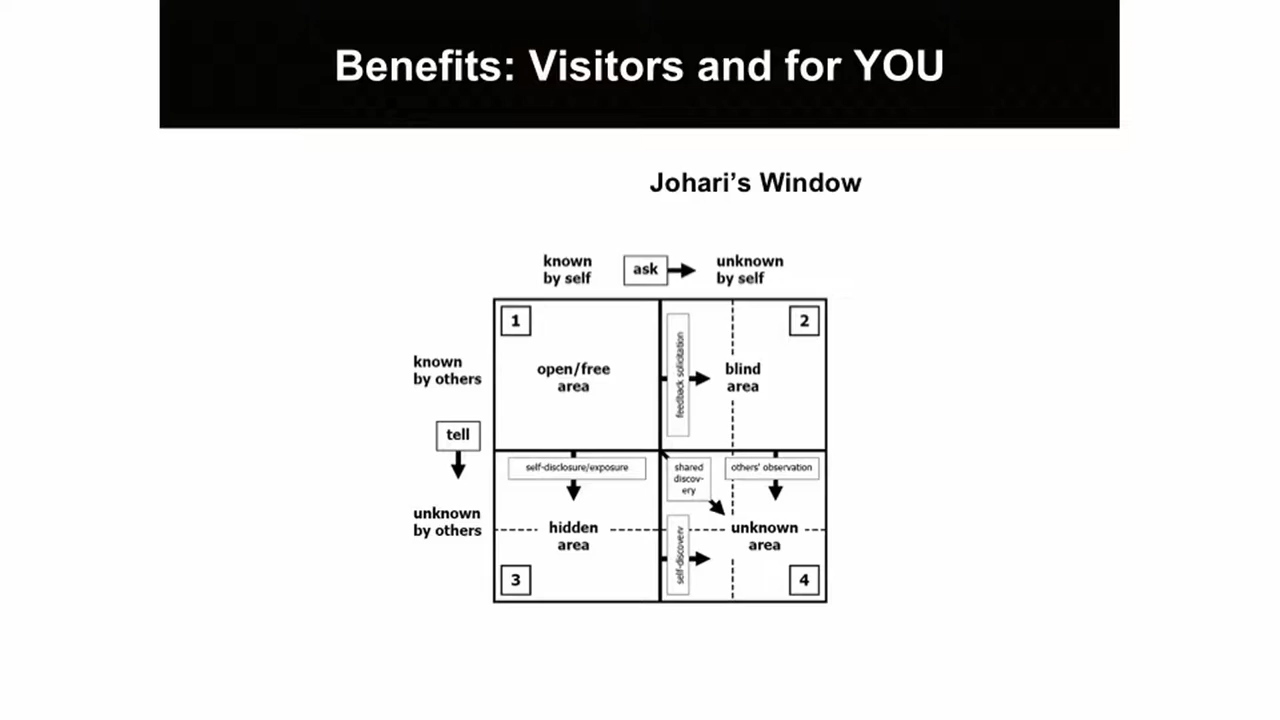 Benefits: Visitors and for YOU
Johari's Window
known
by self
ask
unknown
by self
1
2
known
by others
open/free
area
feedback solicitation
blind
area
tell
self-disclosure/exposure
shared
discov-
ery
others' observation
unknown
by others
hidden
area
self-discovery
unknown
area
3
4